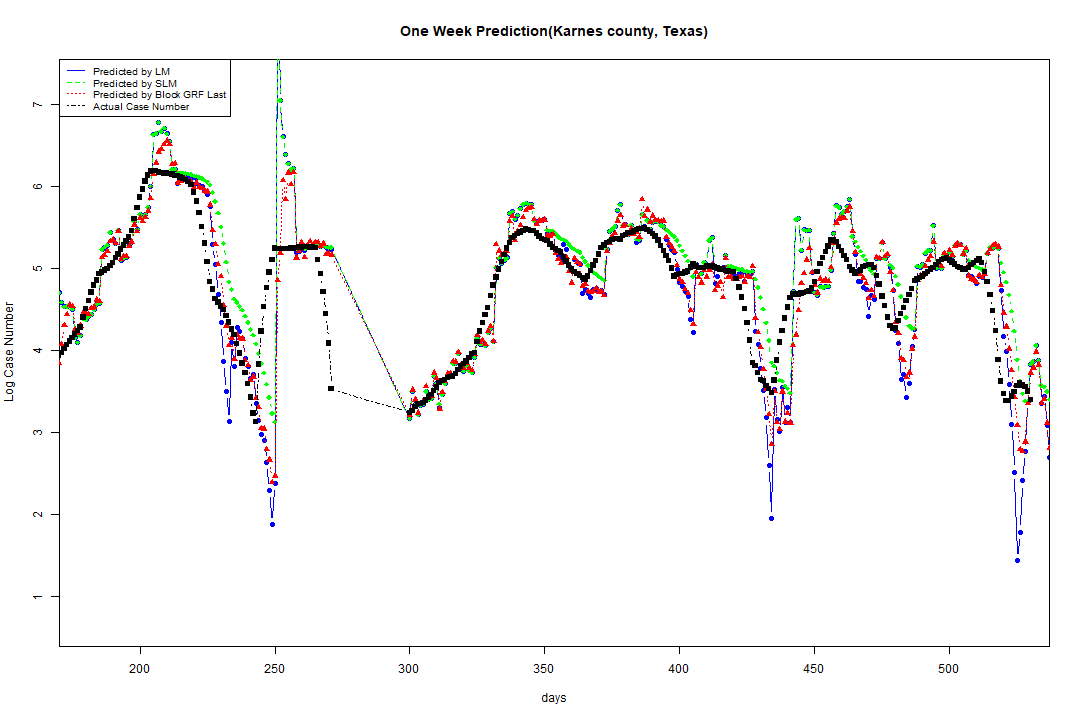 One Week Prediction(Karnes county, Texas)
Predicted by LM
Predicted by SLM
Predicted by Block GRF Last
Actual Case Number
Log Case Number
7
6
5
4
3
2
1
200 250 300 350 400 450 500
days